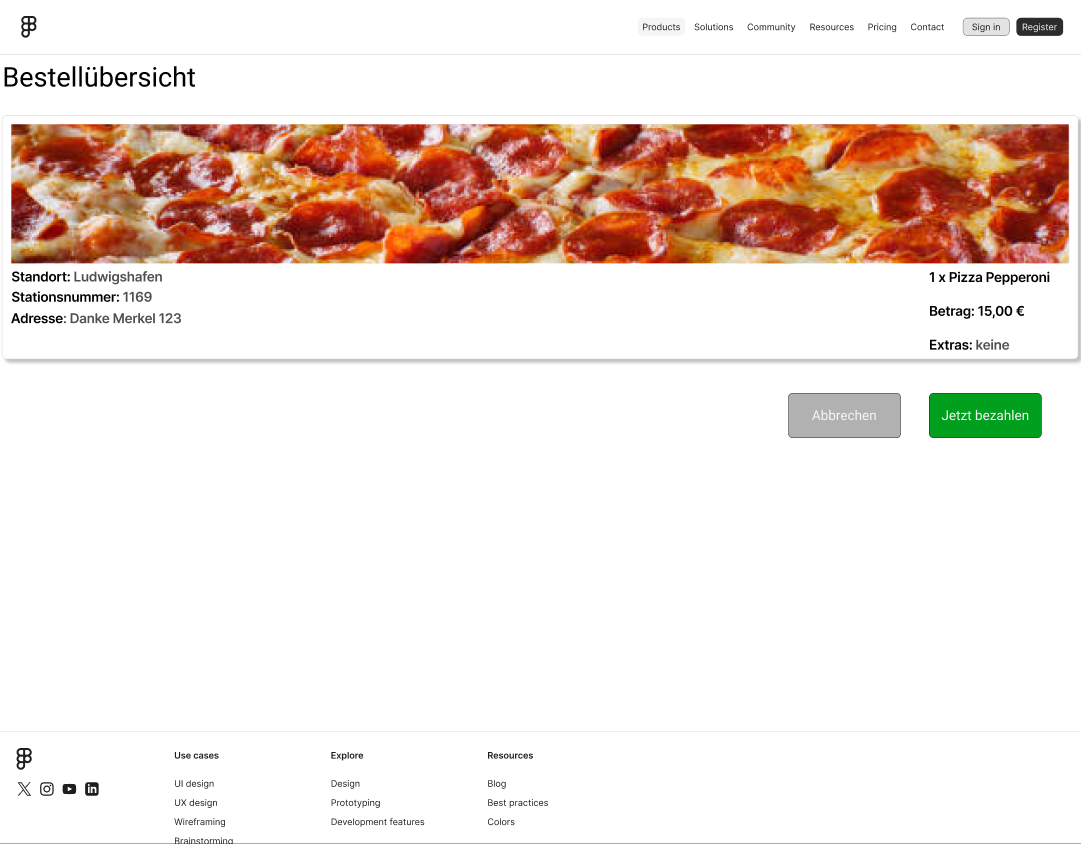 Products Solutions Community Resources Pricing Contact Sign in Register
Bestellübersicht
Standort: Ludwigshafen
Stationsnummer: 1169
Adresse: Danke Merkel 123
1 x Pizza Pepperoni
Betrag: 15,00 €
Extras: keine
Abbrechen Jetzt bezahlen
Use cases Explore Resources
UI design Design Blog
UX design Prototyping Best practices
Wireframing Development features Colors
Brainstorming